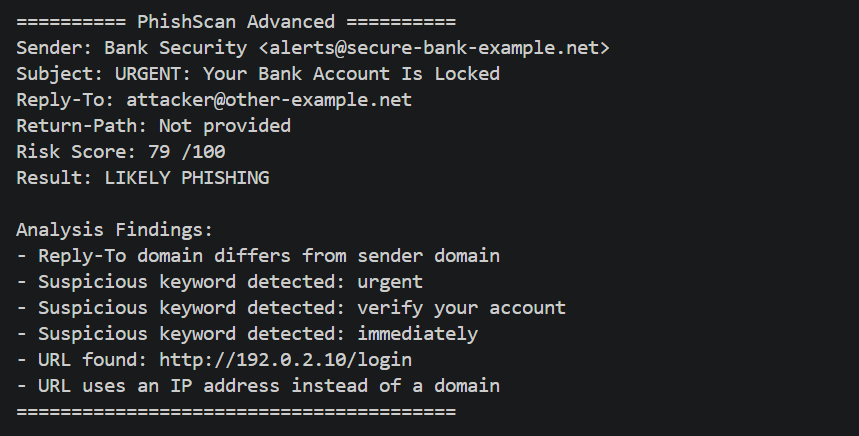 ========== PhishScan Advanced ==========
Sender: Bank Security <alerts@secure-bank-example.net>
Subject: URGENT: Your Bank Account Is Locked
Reply-To: attacker@other-example.net
Return-Path: Not provided
Risk Score: 79 /100
Result: LIKELY PHISHING

Analysis Findings:
- Reply-To domain differs from sender domain
- Suspicious keyword detected: urgent
- Suspicious keyword detected: verify your account
- Suspicious keyword detected: immediately
- URL found: http://192.0.2.10/login
- URL uses an IP address instead of a domain
========================================